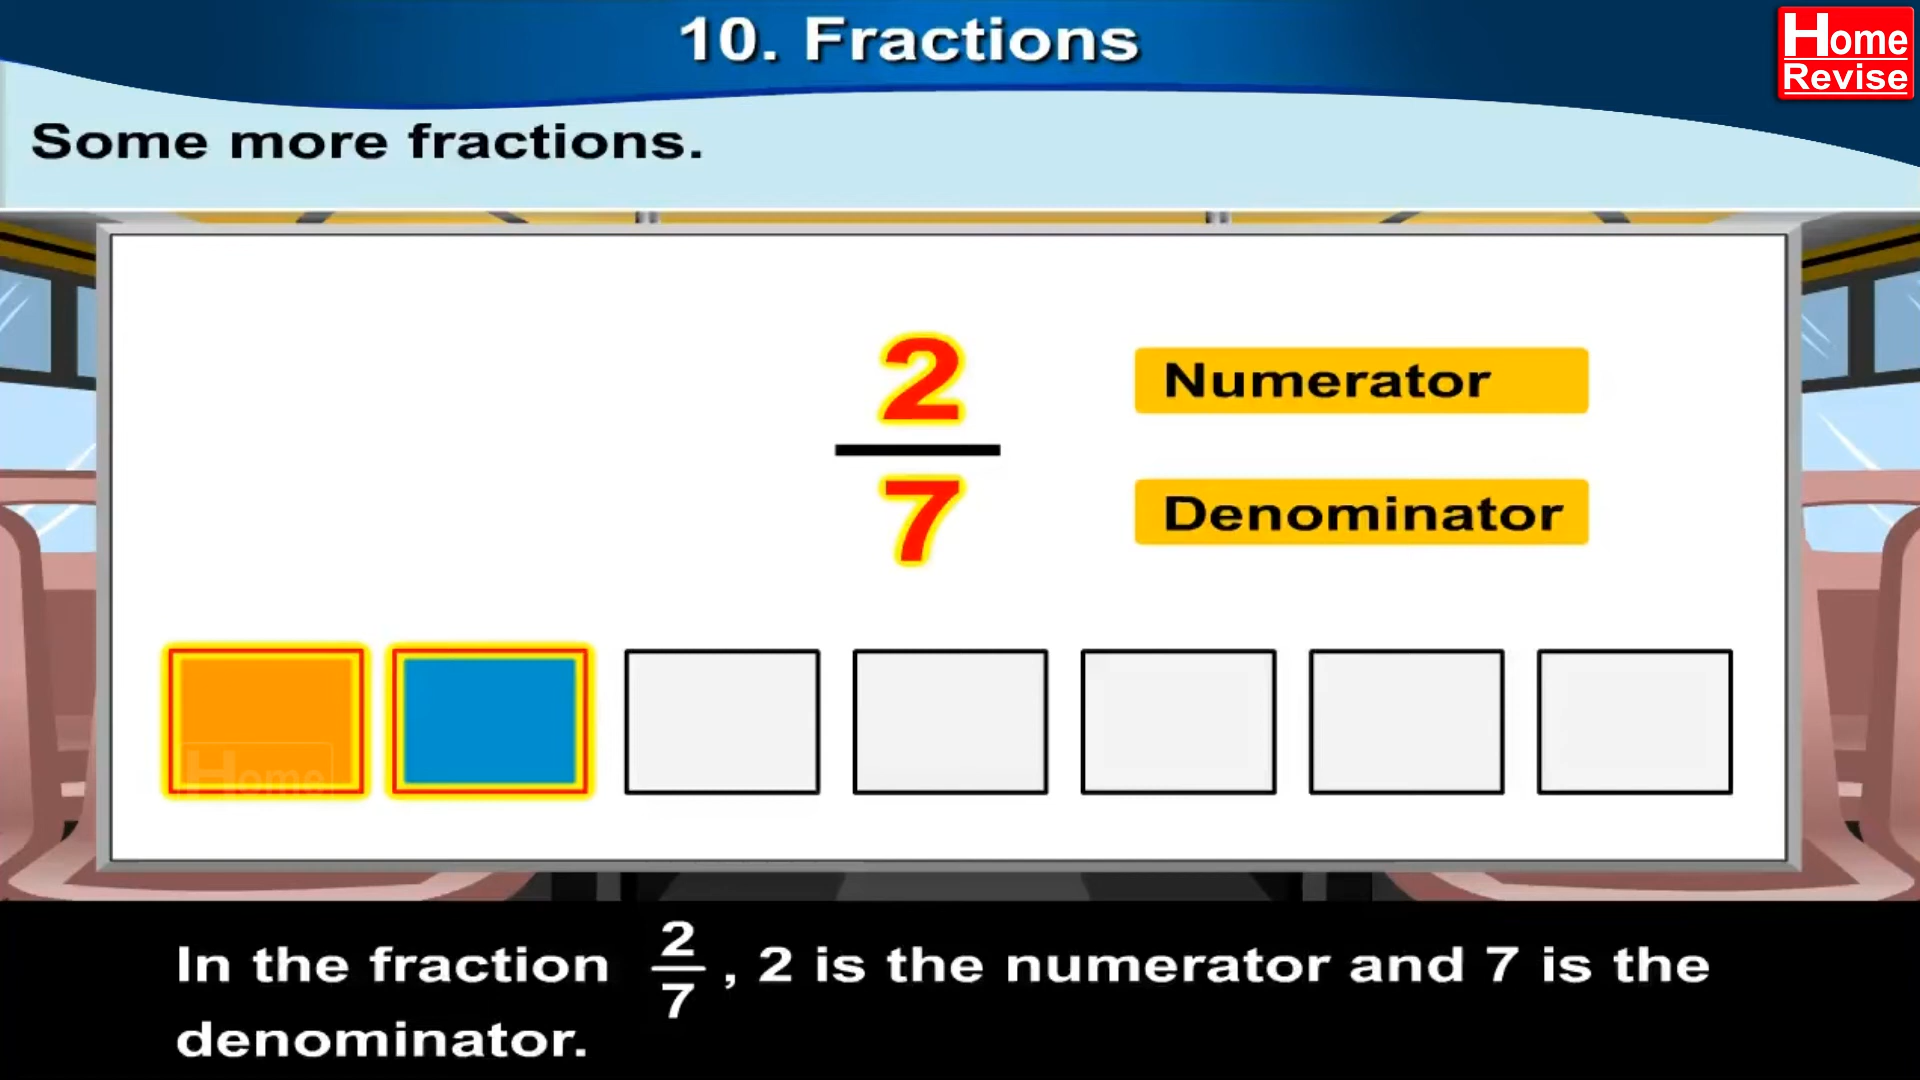 10. Fractions
Home
Revise
Some more fractions.
2
Numerator
7
Denominator
Home
In the fraction 2/7, 2 is the numerator and 7 is the
denominator.